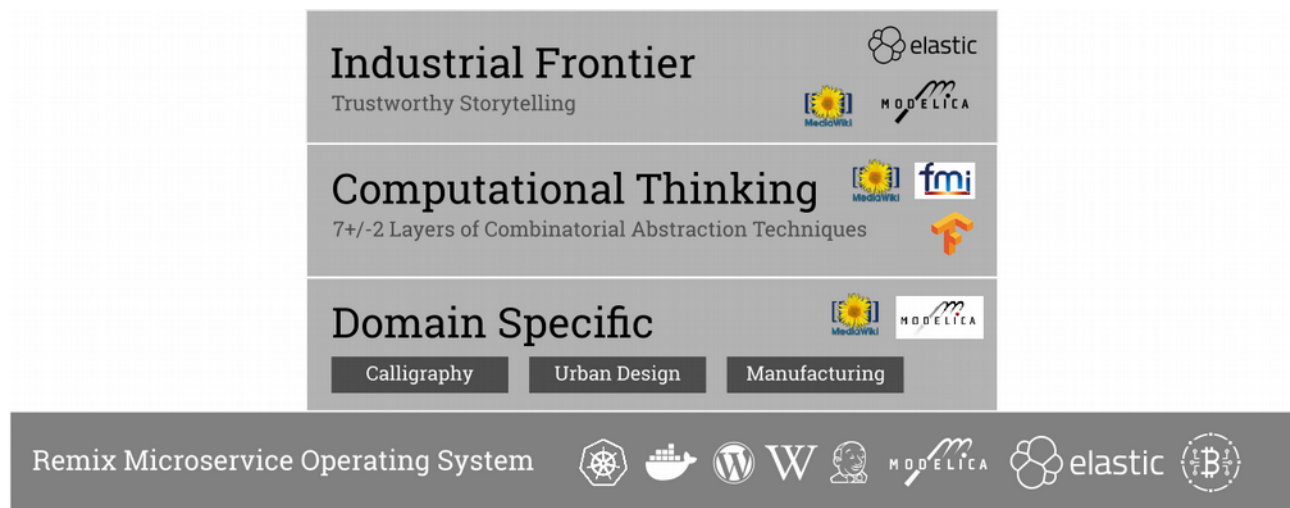 Industrial Frontier
Trustworthy Storytelling
elastic
MediaWiki
MODELICA
Computational Thinking
7+/-2 Layers of Combinatorial Abstraction Techniques
MediaWiki
fmi
Domain Specific
MediaWiki
MODELICA
Calligraphy
Urban Design
Manufacturing
Remix Microservice Operating System
W
W
MODELICA
elastic
B